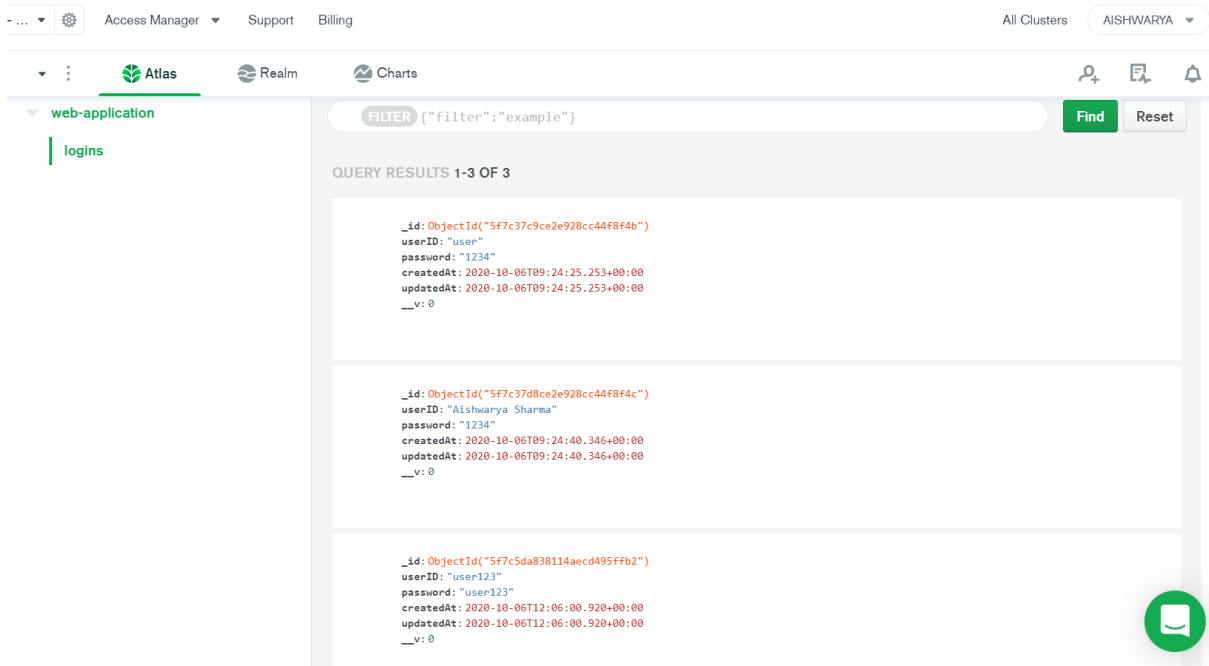 - ... Access Manager Support Billing All Clusters AISHWARYA
Atlas Realm Charts
web-application
logins
FILTER {"filter":"example"} Find Reset
QUERY RESULTS 1-3 OF 3
_id:ObjectId("5f7c37c9ce2e928cc44f8f4b")
userID:"user"
password:"1234"
createdAt:2020-10-06T09:24:25.253+00:00
updatedAt:2020-10-06T09:24:25.253+00:00
__v:0
_id:ObjectId("5f7c37d8ce2e928cc44f8f4c")
userID:"Aishwarya Sharma"
password:"1234"
createdAt:2020-10-06T09:24:40.346+00:00
updatedAt:2020-10-06T09:24:40.346+00:00
__v:0
_id:ObjectId("5f7c5da838114aecd495ffb2")
userID:"user123"
password:"user123"
createdAt:2020-10-06T12:06:00.920+00:00
updatedAt:2020-10-06T12:06:00.920+00:00
__v:0